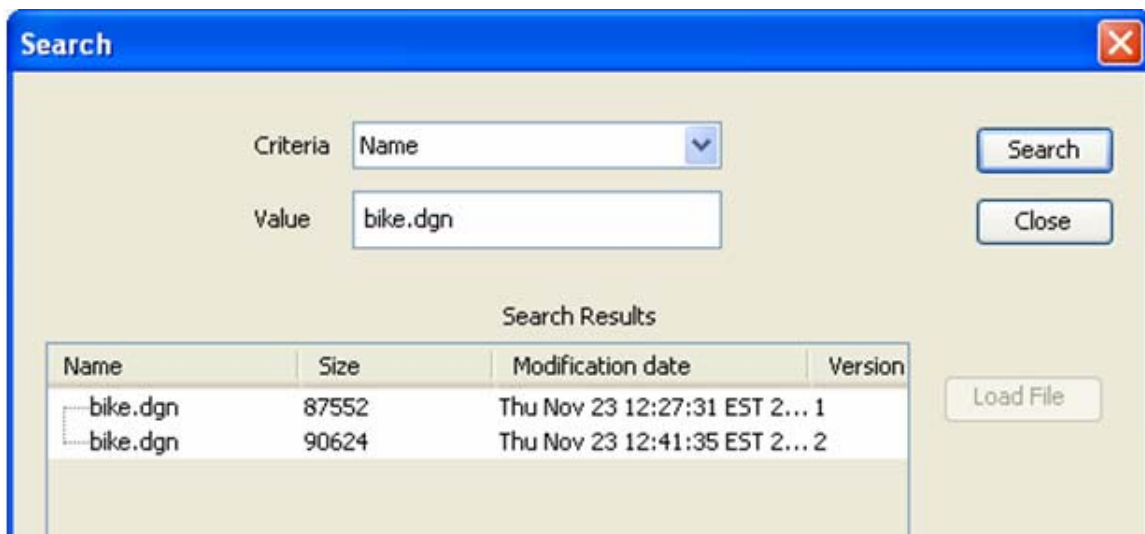 Search
Criteria Name Search
Value bike.dgn Close
Search Results
Name Size Modification date Version
bike.dgn 87552 Thu Nov 23 12:27:31 EST 2... 1
Load File
bike.dgn 90624 Thu Nov 23 12:41:35 EST 2... 2